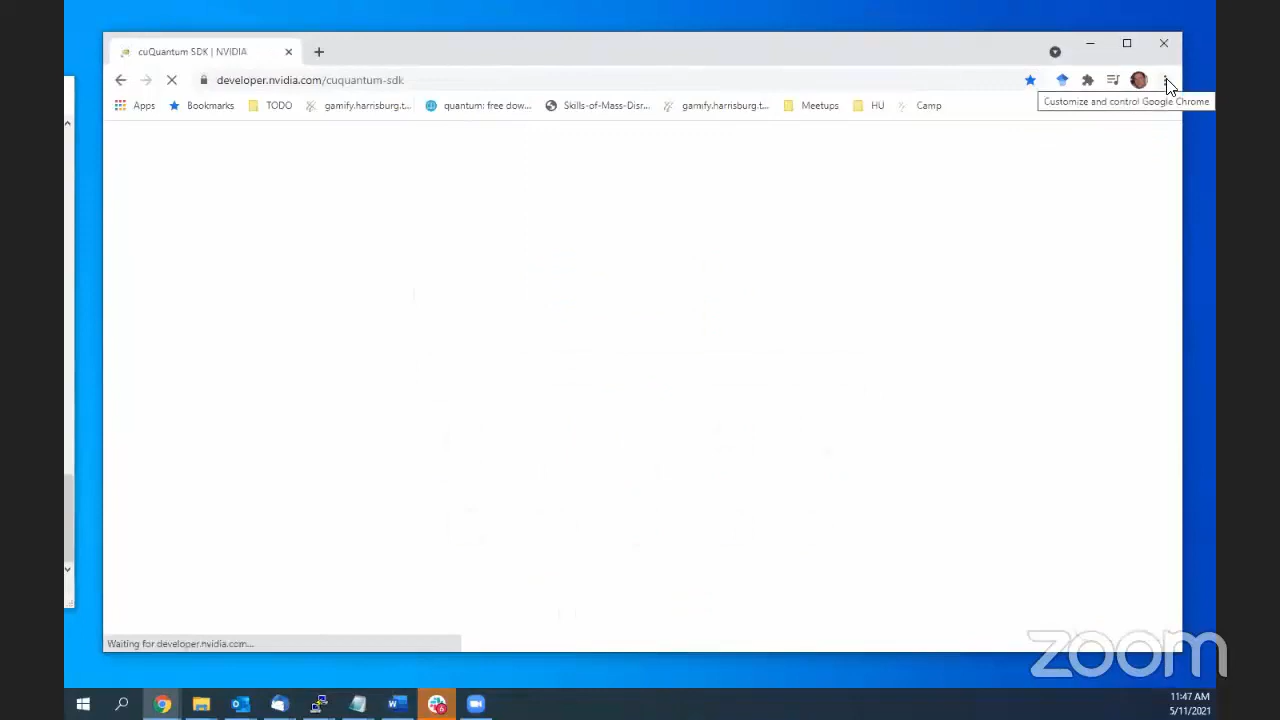 cuQuantum SDK | NVIDIA
developer.nvidia.com/cuquantum-sdk
Apps Bookmarks TODO gamify.harrisburg.t... quantum-free or sw... Skills-of-Mass-Disr... gamify.harrisburg.t... Meetups HU Camp
Customize and control Google Chrome
Waiting for developer.nvidia.com...
zoom
11:47 AM
5/11/2021